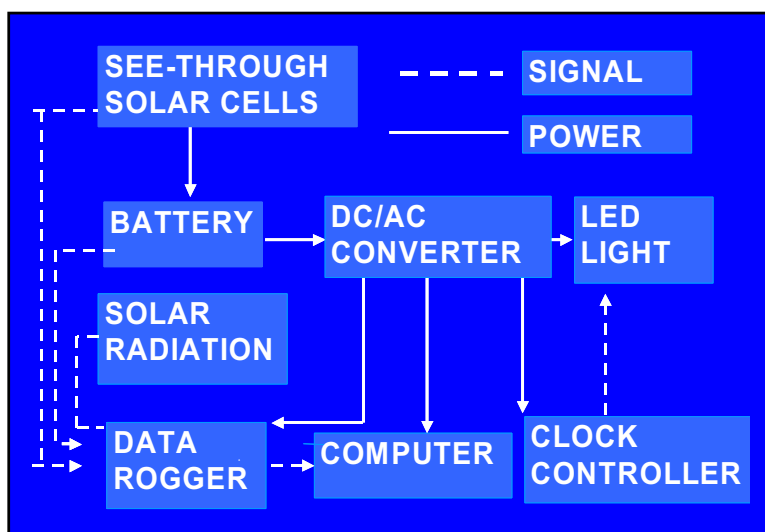 SEE-THROUGH
SOLAR CELLS
SIGNAL
POWER
BATTERY
DC/AC
CONVERTER
LED
LIGHT
SOLAR
RADIATION
DATA
ROGGER
COMPUTER
CLOCK
CONTROLLER